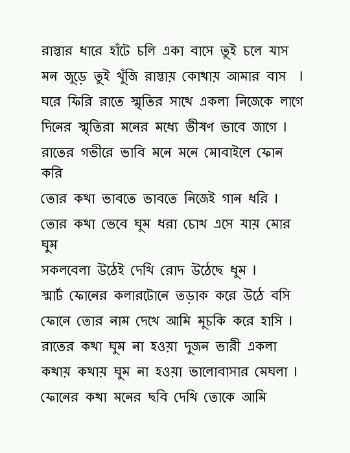 রাস্তার ধারে হাঁটে চলি একা বাসে তুই চলে যাস
মন জুড়ে তুই খুঁজি রাস্তায় কোথায় আমার বাস ।
ঘরে ফিরি রাতে স্মৃতির সাথে একলা নিজেকে লাগে
দিনের স্মৃতিরা মনের মধ্যে ভীষণ ভাবে জাগে ।
রাতের গভীরে ভাবি মনে মনে মোবাইলে ফোন
করি
তোর কথা ভাবতে ভাবতে নিজেই গান ধরি ।
তোর কথা ভেবে ঘুম ধরা চোখ এসে যায় মোর
ঘুম
সকলবেলা উঠেই দেখি রোদ উঠেছে ধুম ।
স্মার্ট ফোনের কলারটোনে তড়াক করে উঠে বসি
ফোনে তোর নাম দেখে আমি মুচকি করে হাসি ।
রাতের কথা ঘুম না হওয়া দুজন ভারী একলা
কথায় কথায় ঘুম না হওয়া ভালোবাসার মেঘলা ।
ফোনের কথা মনের ছবি দেখি তোকে আমি